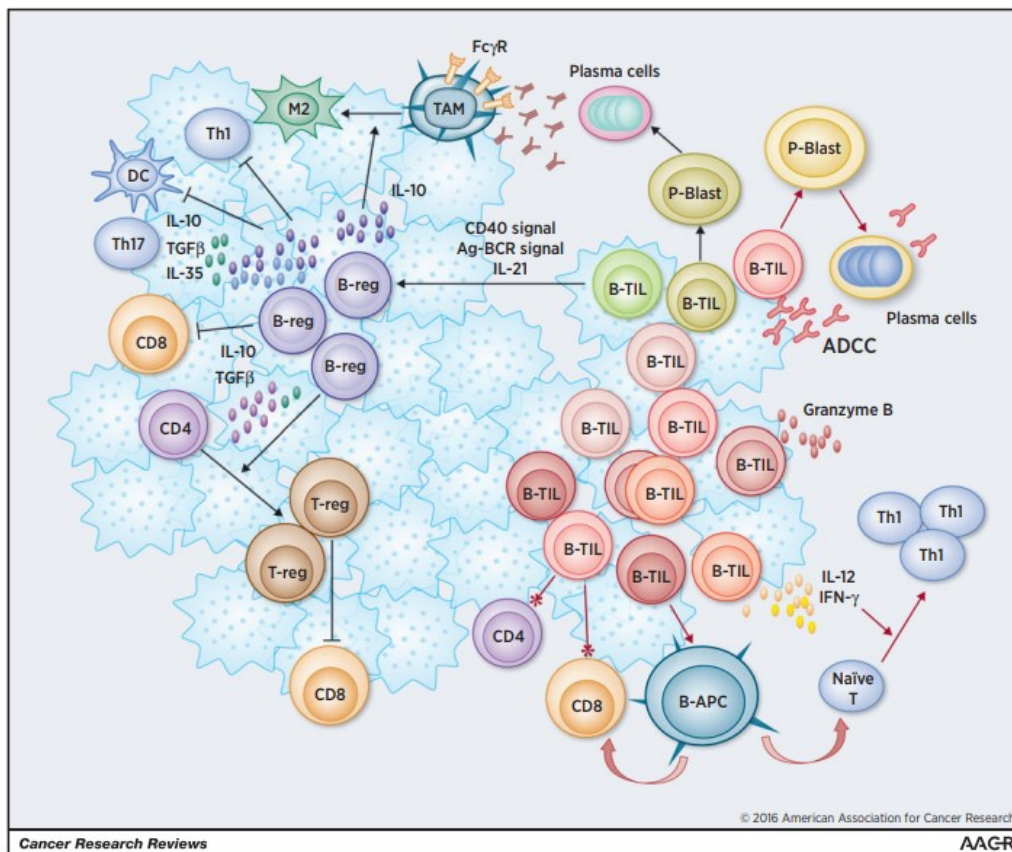 FcγR
Plasma cells
M2
TAM
Th1
P-Blast
DC
P-Blast
IL-10
IL-10
CD40 signal
Th17
TGFβ
Ag-BCR signal
B-TIL
IL-35
IL-21
B-reg
B-TIL
B-TIL
B-reg
Plasma cells
CD8
IL-10
ADCC
B-reg
B-TIL
TGFβ
Granzyme B
CD4
B-TIL
B-TIL
B-TIL
T-reg
B-TIL
B-TIL
Th1
Th1
B-TIL
Th1
T-reg
B-TIL
B-TIL
IL-12
IFN-γ
CD4
*
*
Naïve
T
CD8
CD8
B-APC
© 2016 American Association for Cancer Research
Cancer Research Reviews
AACR